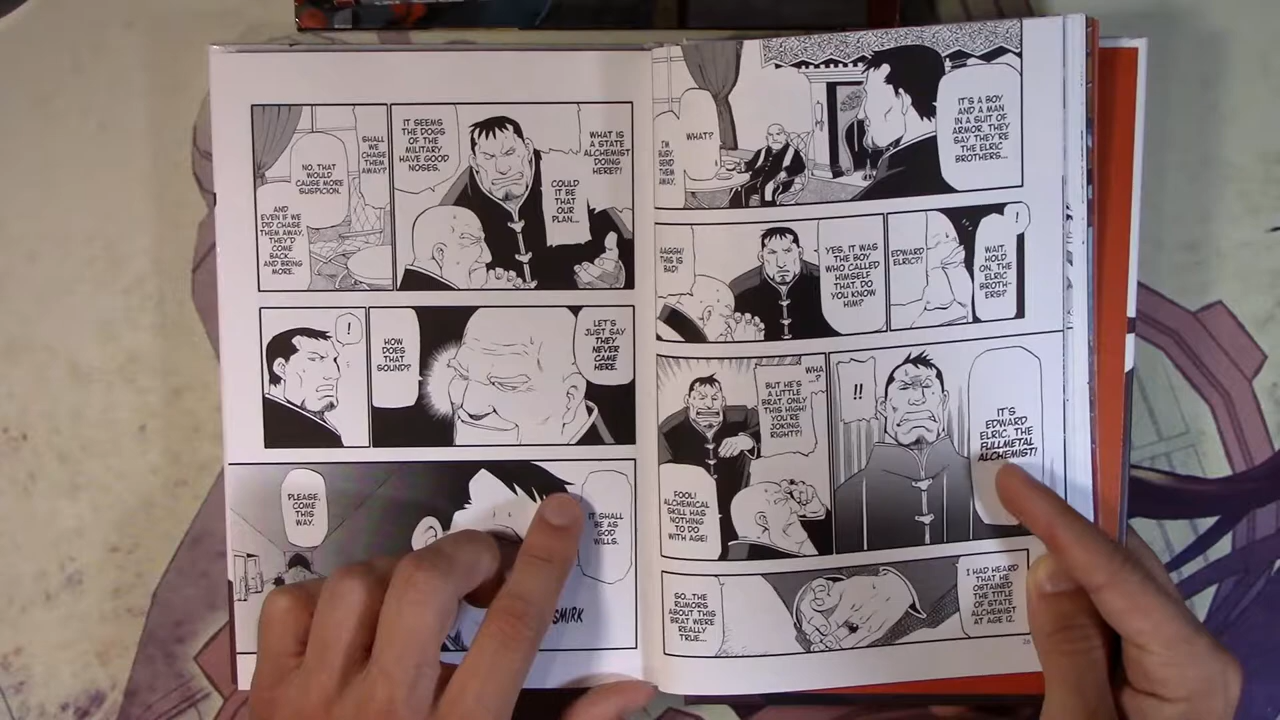 IT'S A BOY
AND A MAN
IN A SUIT OF
ARMOR. THEY
SAY THEY'RE
THE ELRIC
BROTHERS...
WHAT?
I'M
BUSY.
SEND
THEM
AWAY.
!
WAIT,
HOLD
ON. THE
ELRIC
BROTH-
ERS?
EDWARD
ELRIC?!
YES, IT WAS
THE BOY
WHO CALLED
HIMSELF
THAT. DO
YOU KNOW
HIM?
AAGGH!
THIS IS
BAD!
IT'S
EDWARD
ELRIC, THE
FULLMETAL
ALCHEMIST!
!!
WHA
...?
BUT HE'S
A LITTLE
BRAT, ONLY
THIS HIGH!
YOU'RE
JOKING,
RIGHT?!
FOOL!
ALCHEMICAL
SKILL HAS
NOTHING
TO DO
WITH AGE!
I HAD HEARD
THAT HE
OBTAINED
THE TITLE
OF STATE
ALCHEMIST
AT AGE 12.
SO...THE
RUMORS
ABOUT THIS
BRAT WERE
REALLY
TRUE...
WHAT IS
A STATE
ALCHEMIST
DOING
HERE?!
COULD
IT BE
THAT
OUR
PLAN...
IT SEEMS
THE DOGS
OF THE
MILITARY
HAVE GOOD
NOSES.
SHALL
WE
CHASE
THEM
AWAY?
NO, THAT
WOULD
CAUSE MORE
SUSPICION.
AND
EVEN IF WE
DID CHASE
THEM AWAY,
THEY'D
COME
BACK...
AND BRING
MORE.
LET'S
JUST SAY
THEY
NEVER
CAME
HERE.
HOW
DOES
THAT
SOUND?
!
IT SHALL
BE AS
GOD
WILLS.
SMIRK
PLEASE,
COME
THIS
WAY.